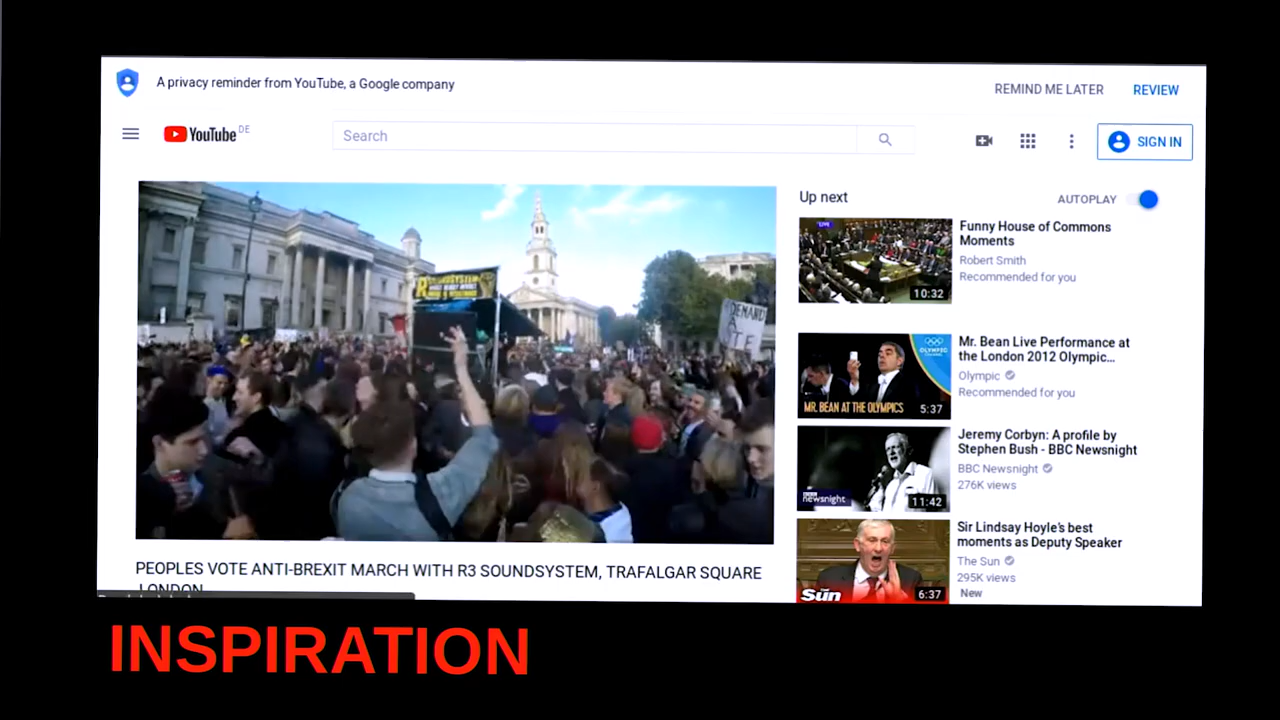 A privacy reminder from YouTube, a Google company
REMIND ME LATER
REVIEW
YouTube DE
Search
SIGN IN
Up next
AUTOPLAY
LIVE
10:32
Funny House of Commons
Moments
Robert Smith
Recommended for you
DEMAND
A
OLYMPIC
MR. BEAN AT THE OLYMPICS
5:37
Mr. Bean Live Performance at
the London 2012 Olympic…
Olympic
Recommended for you
BBC
newsnight
11:42
Jeremy Corbyn: A profile by
Stephen Bush - BBC Newsnight
BBC Newsnight
276K views
The Sun
6:37
Sir Lindsay Hoyle's best
moments as Deputy Speaker
The Sun
295K views
New
PEOPLES VOTE ANTI-BREXIT MARCH WITH R3 SOUNDSYSTEM, TRAFALGAR SQUARE
LONDON
INSPIRATION